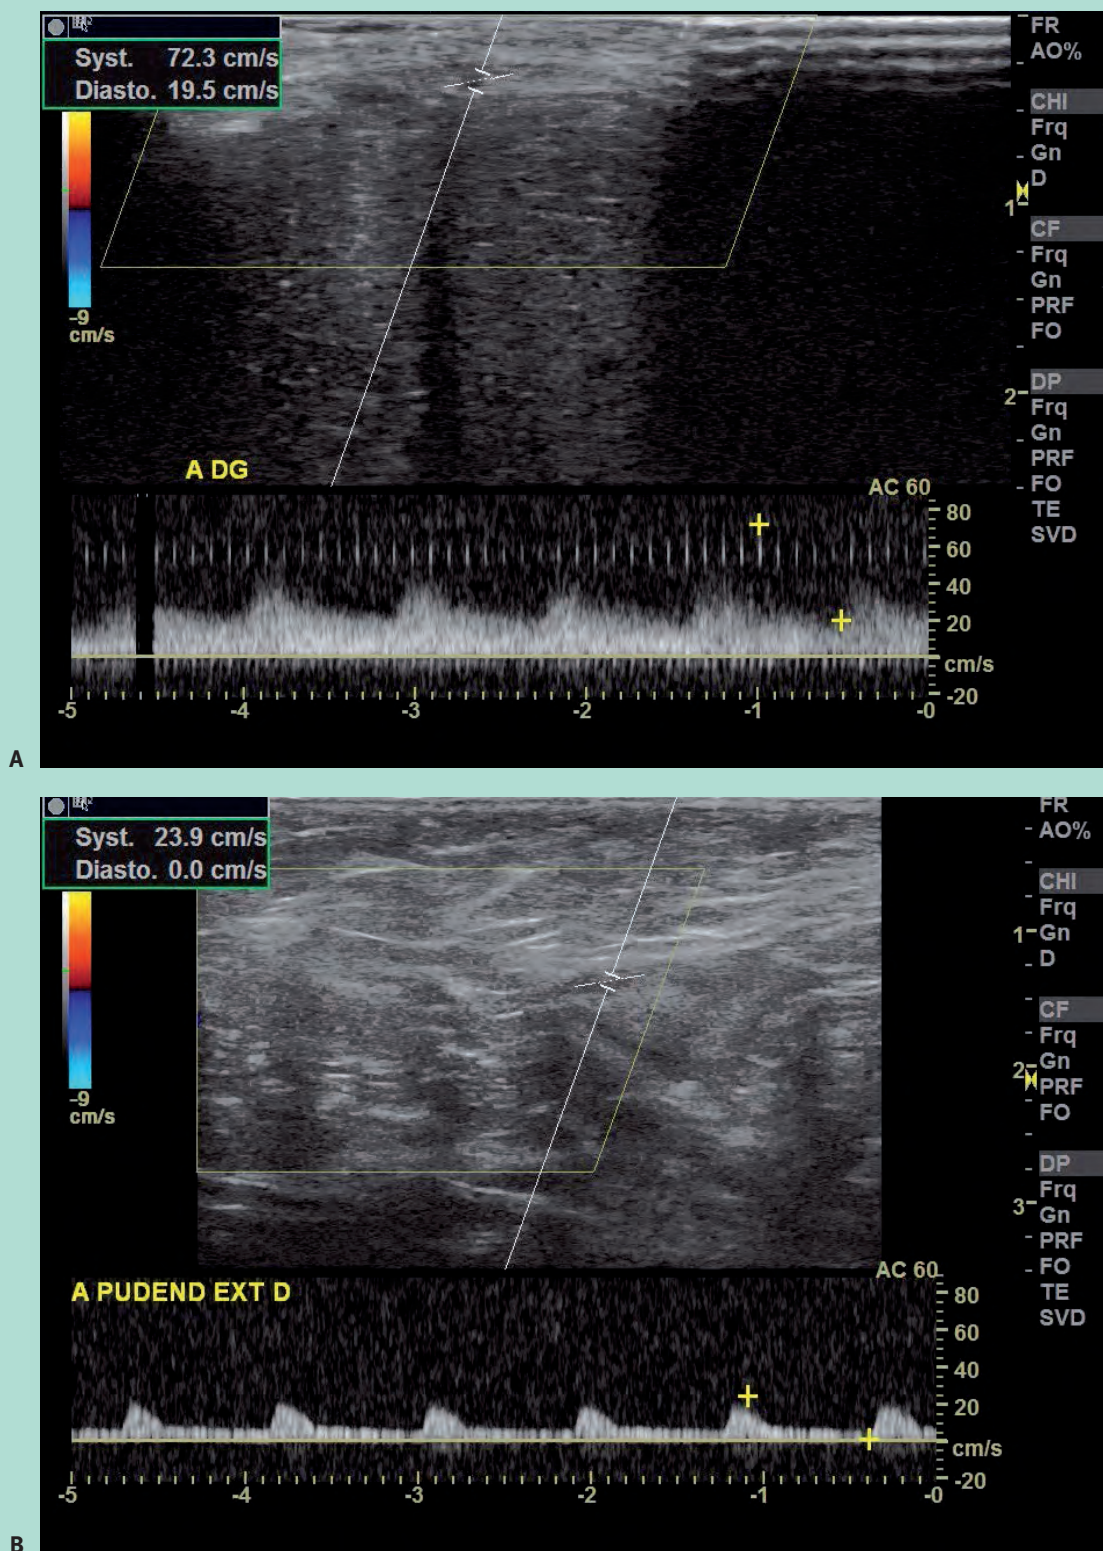 Syst. 72.3 cm/s
Diasto. 19.5 cm/s
-9
cm/s
FR
AO%
CHI
Frq
Gn
D
1
CF
Frq
Gn
PRF
FO
DP
2
Frq
Gn
PRF
FO
TE
SVD
A DG
AC 60
80
60
40
20
cm/s
-20
-5 -4 -3 -2 -1 -0
A
Syst. 23.9 cm/s
Diasto. 0.0 cm/s
-9
cm/s
FR
AO%
CHI
Frq
1
Gn
D
CF
Frq
Gn
2
PRF
FO
DP
Frq
3
Gn
PRF
FO
TE
SVD
AC 60
A PUDEND EXT D
80
60
40
20
cm/s
-20
-5 -4 -3 -2 -1 -0
B